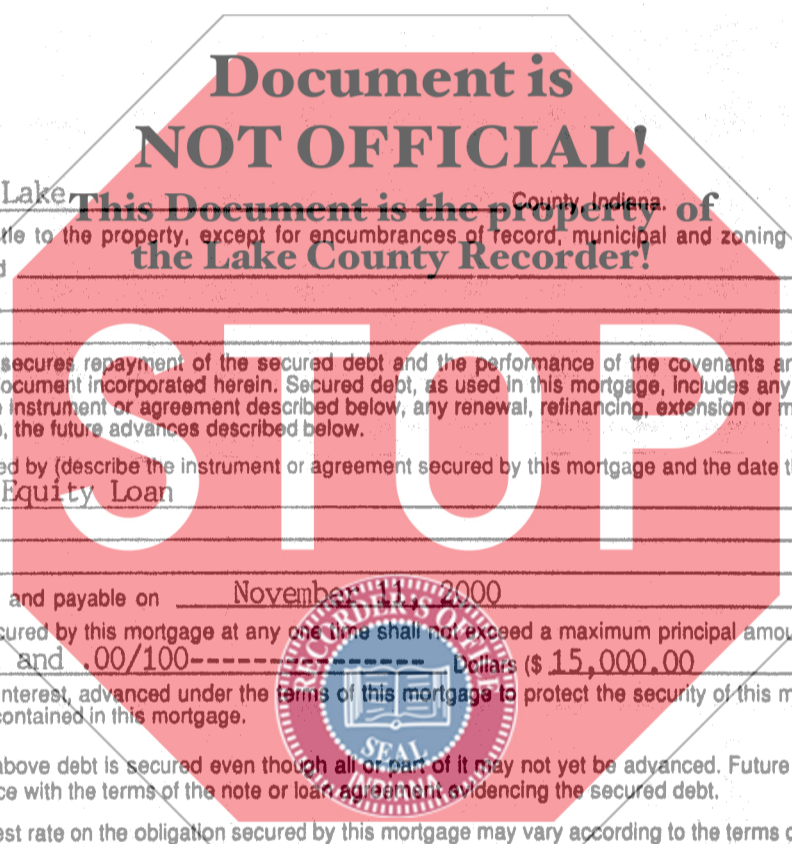 Document is
NOT OFFICIAL!
Lake County, Indiana.
This Document is the property of
tle to the property, except for encumbrances of record, municipal and zoning
the Lake County Recorder!
STOP
secures repayment of the secured debt and the performance of the covenants
ocument incorporated herein. Secured debt, as used in this mortgage, includes any
instrument or agreement described below, any renewal, refinancing, extension or
, the future advances described below.
ed by (describe the instrument or agreement secured by this mortgage and the date
Equity Loan
and payable on November 11, 2000
cured by this mortgage at any one time shall not exceed a maximum principal amou
and .00/100---------------- Dollars ($ 15,000.00
nterest, advanced under the terms of this mortgage to protect the security of this m
contained in this mortgage.
RECORDER'S OFFICE
SEAL
INDIANA
above debt is secured even though all or part of it may not yet be advanced. Future
ce with the terms of the note or loan agreement evidencing the secured debt.
est rate on the obligation secured by this mortgage may vary according to the terms